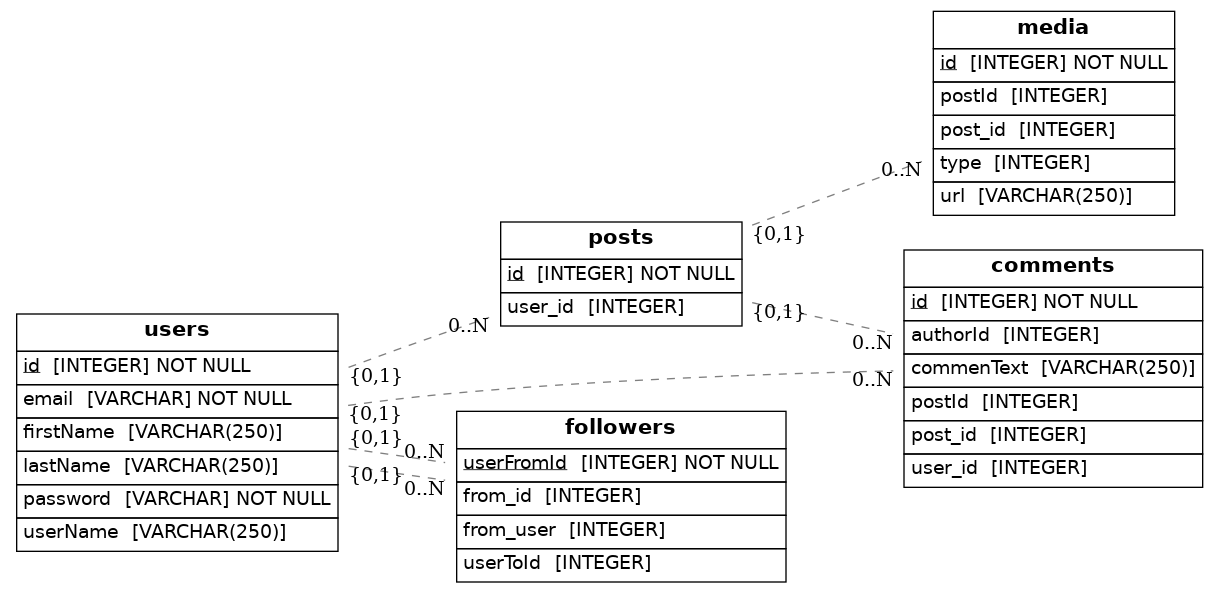 media
id [INTEGER] NOT NULL
postId [INTEGER]
post_id [INTEGER]
type [INTEGER]
url [VARCHAR(250)]
0..N
{0,1}
posts
id [INTEGER] NOT NULL
user_id [INTEGER]
0..N
{0,1}
{0,1}
0..N
comments
id [INTEGER] NOT NULL
authorId [INTEGER]
commenText [VARCHAR(250)]
postId [INTEGER]
post_id [INTEGER]
user_id [INTEGER]
0..N
{0,1}
users
id [INTEGER] NOT NULL
email [VARCHAR] NOT NULL
firstName [VARCHAR(250)]
lastName [VARCHAR(250)]
password [VARCHAR] NOT NULL
userName [VARCHAR(250)]
{0,1}
0..N
{0,1}
0..N
followers
userFromId [INTEGER] NOT NULL
from_id [INTEGER]
from_user [INTEGER]
userToId [INTEGER]